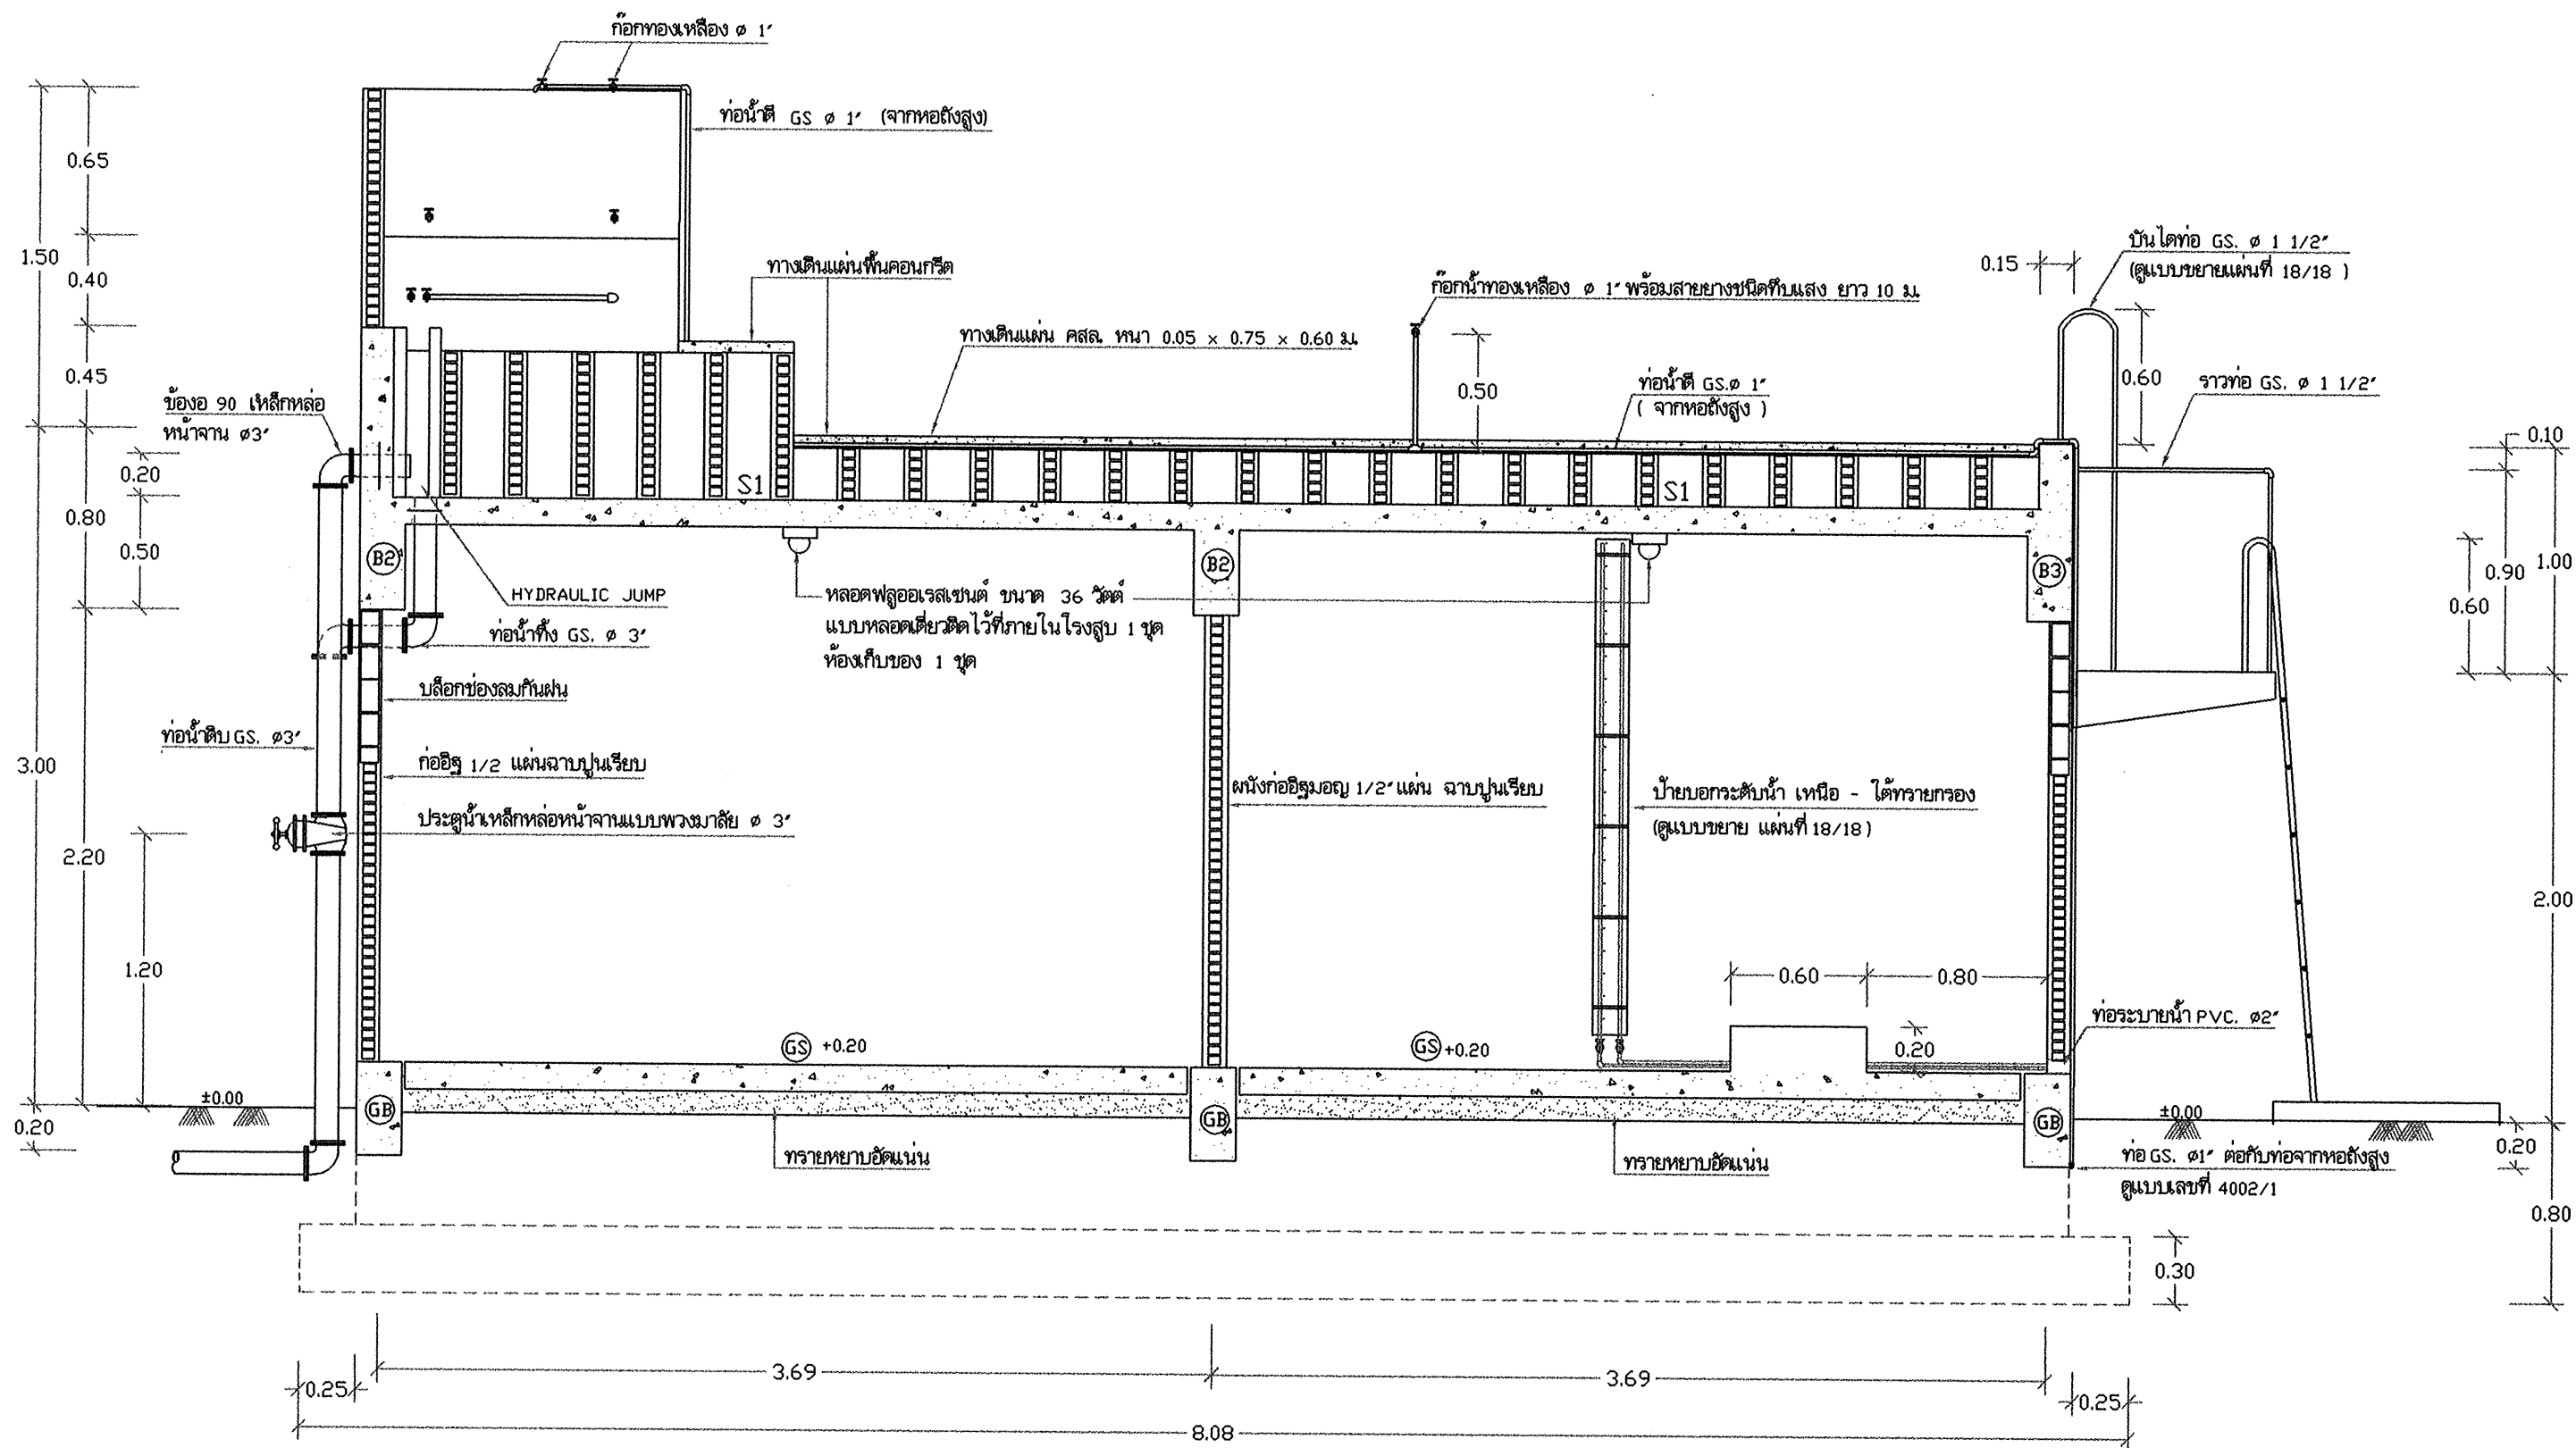 ก๊อกทองเหลือง ø 1"
ท่อน้ำดี GS ø 1" (จากหอถังสูง)
0.65
1.50
0.40
0.45
ทางเดินแผ่นพื้นคอนกรีต
ทางเดินแผ่น คสล. หนา 0.05 x 0.75 x 0.60 ม.
ก๊อกน้ำทองเหลือง ø 1" พร้อมสายยางชนิดทึบแสง ยาว 10 ม.
0.50
ท่อน้ำดี GS.ø 1"
( จากหอถังสูง )
0.15
บันไดท่อ GS. ø 1 1/2"
(ดูแบบขยายแผ่นที่ 18/18 )
0.60
ราวท่อ GS. ø 1 1/2"
0.10
ข้องอ 90 เหล็กหล่อ
หน้าจาน ø3"
0.20
0.80
0.50
S1
S1
B2
B2
B3
HYDRAULIC JUMP
ท่อน้ำทิ้ง GS. ø 3"
หลอดฟลูออเรสเซนต์ ขนาด 36 วัตต์
แบบหลอดเดี่ยวติดไว้ที่ภายในโรงสูบ 1 ชุด
ห้องเก็บของ 1 ชุด
0.60
0.90
1.00
บล็อกช่องลมกันฝน
ท่อน้ำดิบ GS. ø3"
ก่ออิฐ 1/2 แผ่นฉาบปูนเรียบ
ประตูน้ำเหล็กหล่อหน้าจานแบบพวงมาลัย ø 3"
ผนังก่ออิฐมอญ 1/2" แผ่น ฉาบปูนเรียบ
ป้ายบอกระดับน้ำ เหนือ - ใต้ทรายกรอง
(ดูแบบขยาย แผ่นที่ 18/18)
3.00
2.20
1.20
2.00
0.60
0.80
0.20
ท่อระบายน้ำ PVC. ø2"
GS +0.20
GS +0.20
±0.00
±0.00
GB
GB
GB
0.20
ทรายหยาบอัดแน่น
ทรายหยาบอัดแน่น
ท่อ GS. ø1" ต่อกับท่อจากหอถังสูง
ดูแบบเลขที่ 4002/1
0.20
0.80
0.30
3.69
3.69
0.25
0.25
8.08